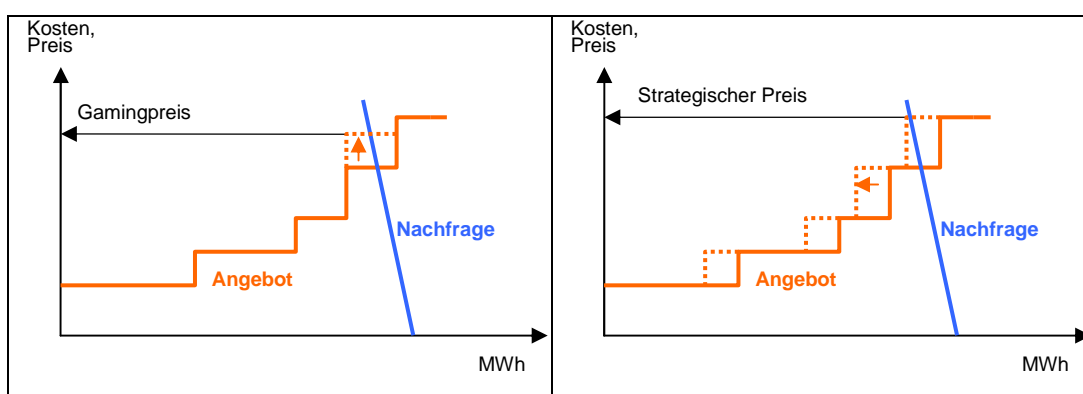 Kosten,
Preis
Gamingpreis
Nachfrage
Angebot
MWh
Kosten,
Preis
Strategischer Preis
Nachfrage
Angebot
MWh